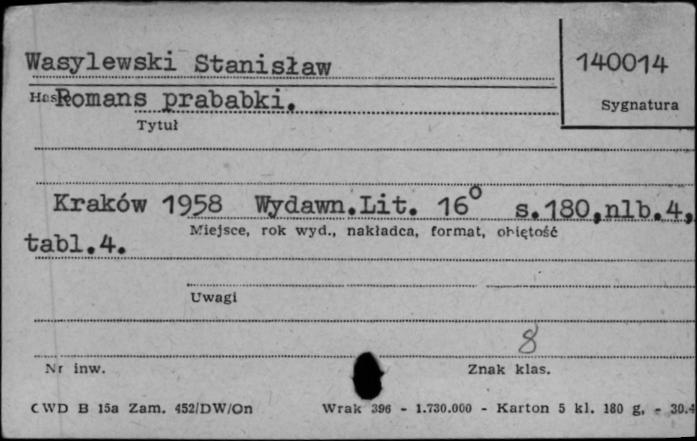 Wasylewski Stanisław
140014
Hasło Romans prababki.
Sygnatura
Tytuł
Kraków 1958 Wydawn.Lit. 16° s.180,nlb.4,
Miejsce, rok wyd., nakładca, format, objętość
tabl.4.
Uwagi
8
Nr inw.
Znak klas.
CWD B 15a Zam. 452/DW/On
Wrak 396 - 1.730.000 - Karton 5 kl. 180 g. - 30.4